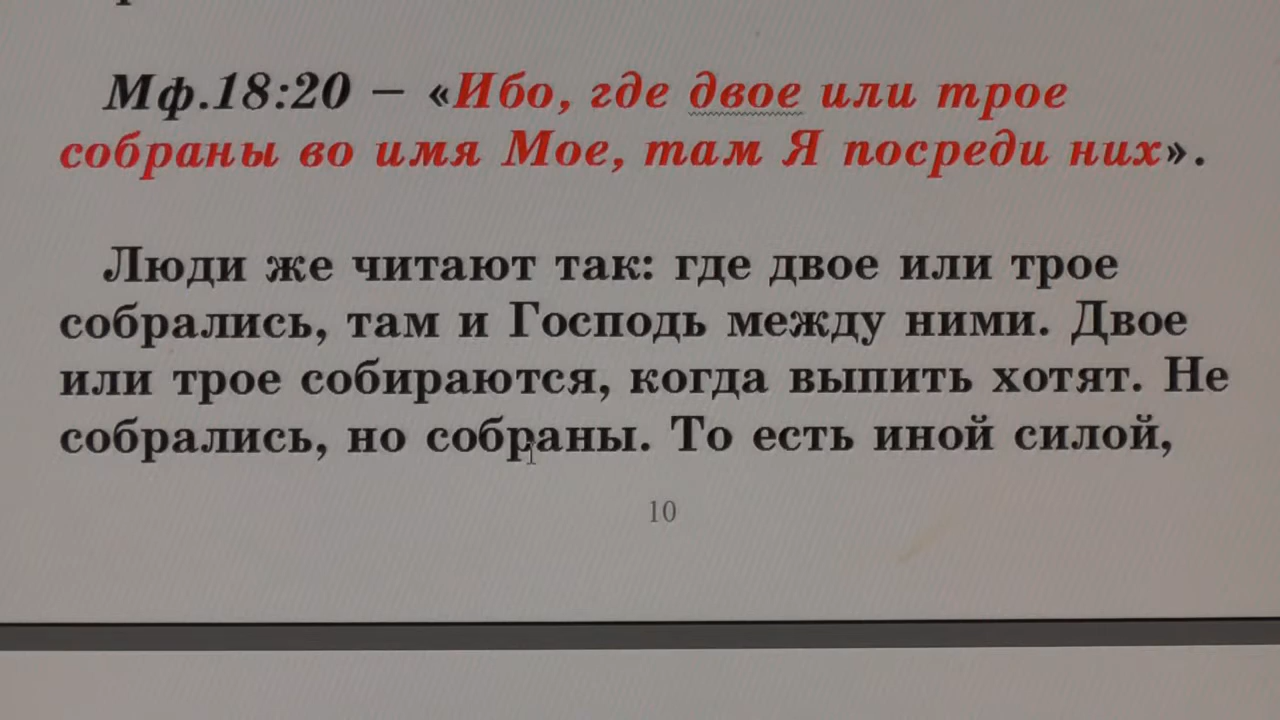 Мф.18:20 – «Ибо, где двое или трое
собраны во имя Мое, там Я посреди них».
Люди же читают так: где двое или трое
собрались, там и Господь между ними. Двое
или трое собираются, когда выпить хотят. Не
собрались, но собраны. То есть иной силой,
10